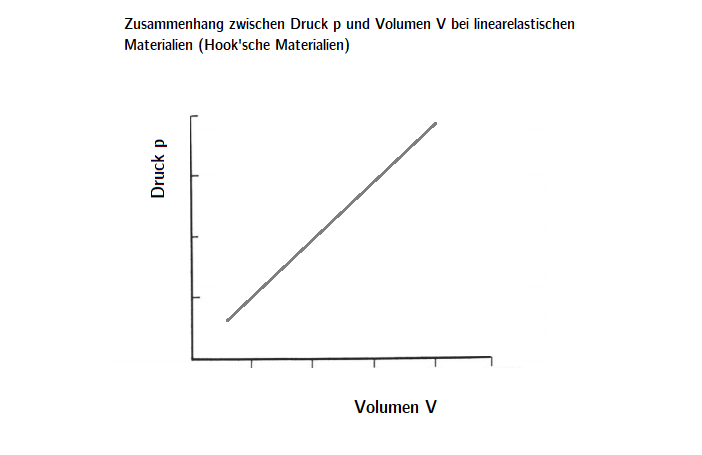 Zusammenhang zwischen Druck p und Volumen V bei linearelastischen
Materialien (Hook'sche Materialien)
Druck p
Volumen V